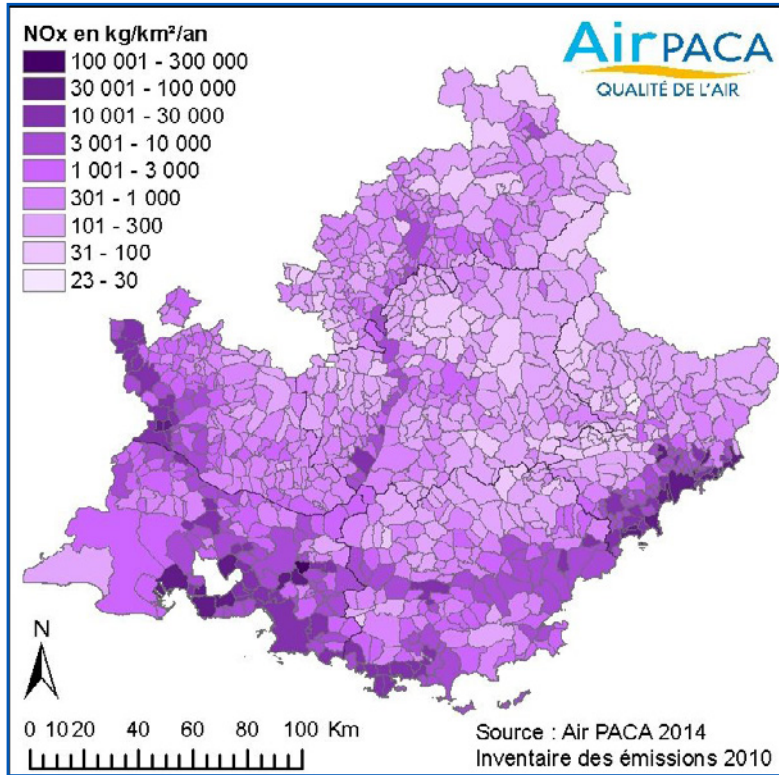 NOx en kg/km²/an
100 001 - 300 000
30 001 - 100 000
10 001 - 30 000
3 001 - 10 000
1 001 - 3 000
301 - 1 000
101 - 300
31 - 100
23 - 30
AirPACA
QUALITÉ DE L'AIR
N
0 10 20 40 60 80 100 Km
Source : Air PACA 2014
Inventaire des émissions 2010